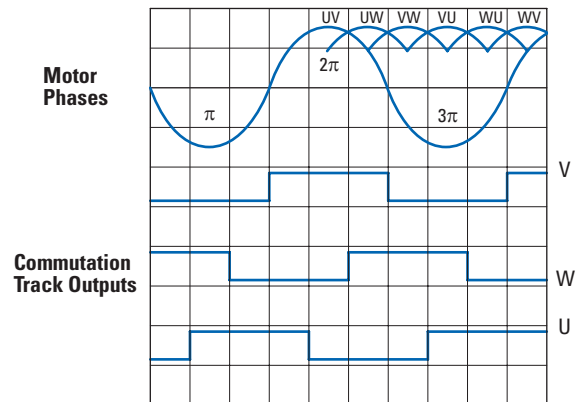 UV UW VW VU WU WV
2π
Motor
Phases
π
3π
V
Commutation
Track Outputs
W
U